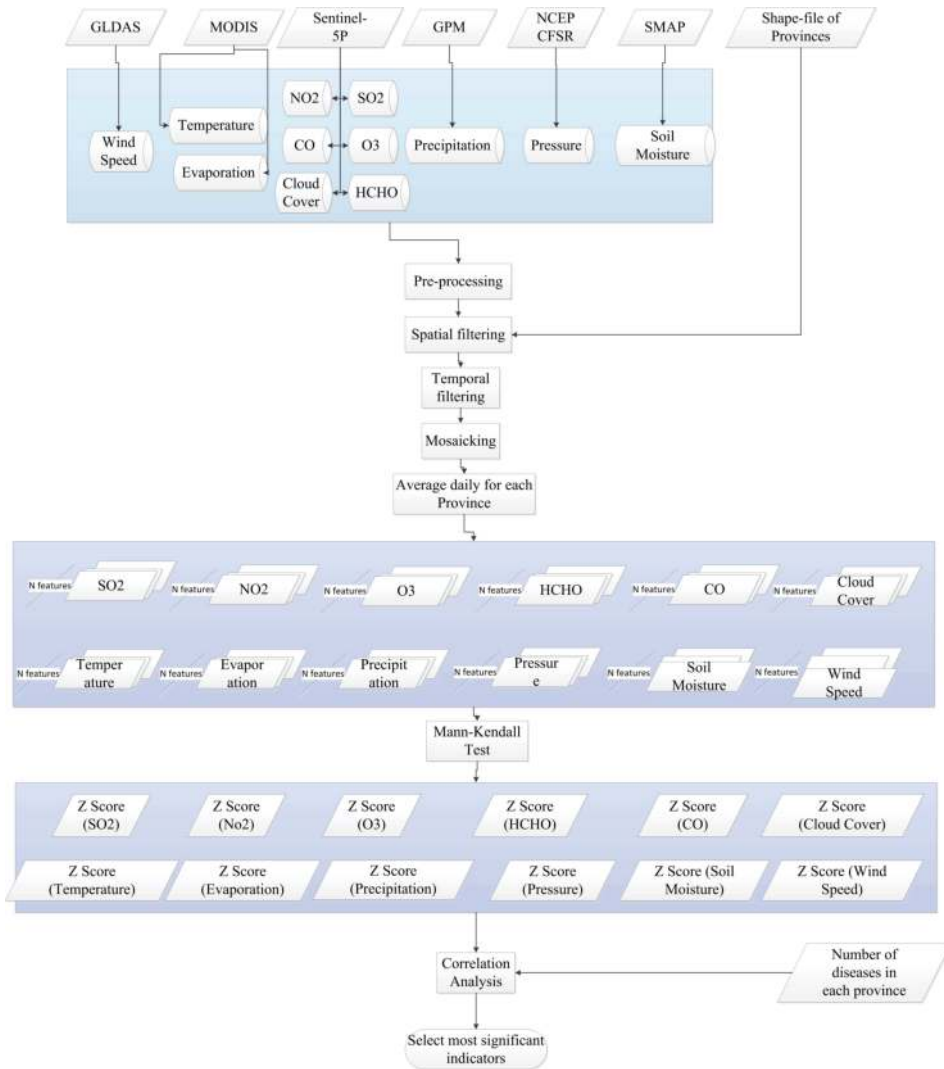 GLDAS
MODIS
Sentinel-
5P
GPM
NCEP
CFSR
SMAP
Shape-file of
Provinces
NO2
SO2
Temperature
Wind
Speed
CO
O3
Precipitation
Pressure
Soil
Moisture
Evaporation
Cloud
Cover
HCHO
Pre-processing
Spatial filtering
Temporal
filtering
Mosaicking
Average daily for each
Province
N features
SO2
N features
NO2
N features
O3
N features
HCHO
N features
CO
N features
Cloud
Cover
N features
Temper
ature
N features
Evapor
ation
N features
Precipit
ation
N features
Pressur
e
N features
Soil
Moisture
N features
Wind
Speed
Mann-Kendall
Test
Z Score
(SO2)
Z Score
(No2)
Z Score
(O3)
Z Score
(HCHO)
Z Score
(CO)
Z Score
(Cloud Cover)
Z Score
(Temperature)
Z Score
(Evaporation)
Z Score
(Precipitation)
Z Score
(Pressure)
Z Score (Soil
Moisture)
Z Score (Wind
Speed)
Correlation
Analysis
Number of
diseases in
each province
Select most significant
indicators